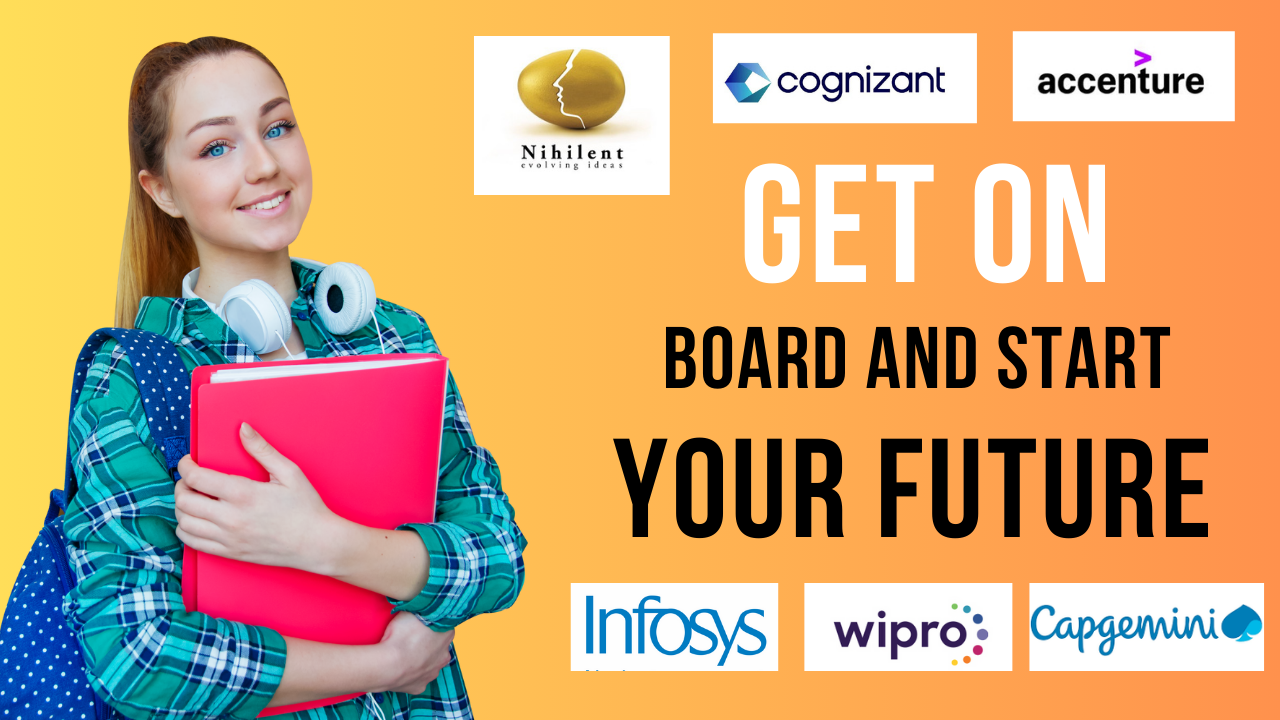 Nihilent
evolving ideas
cognizant
accenture
>
GET ON
BOARD AND START
YOUR FUTURE
Infosys
wipro
Capgemini